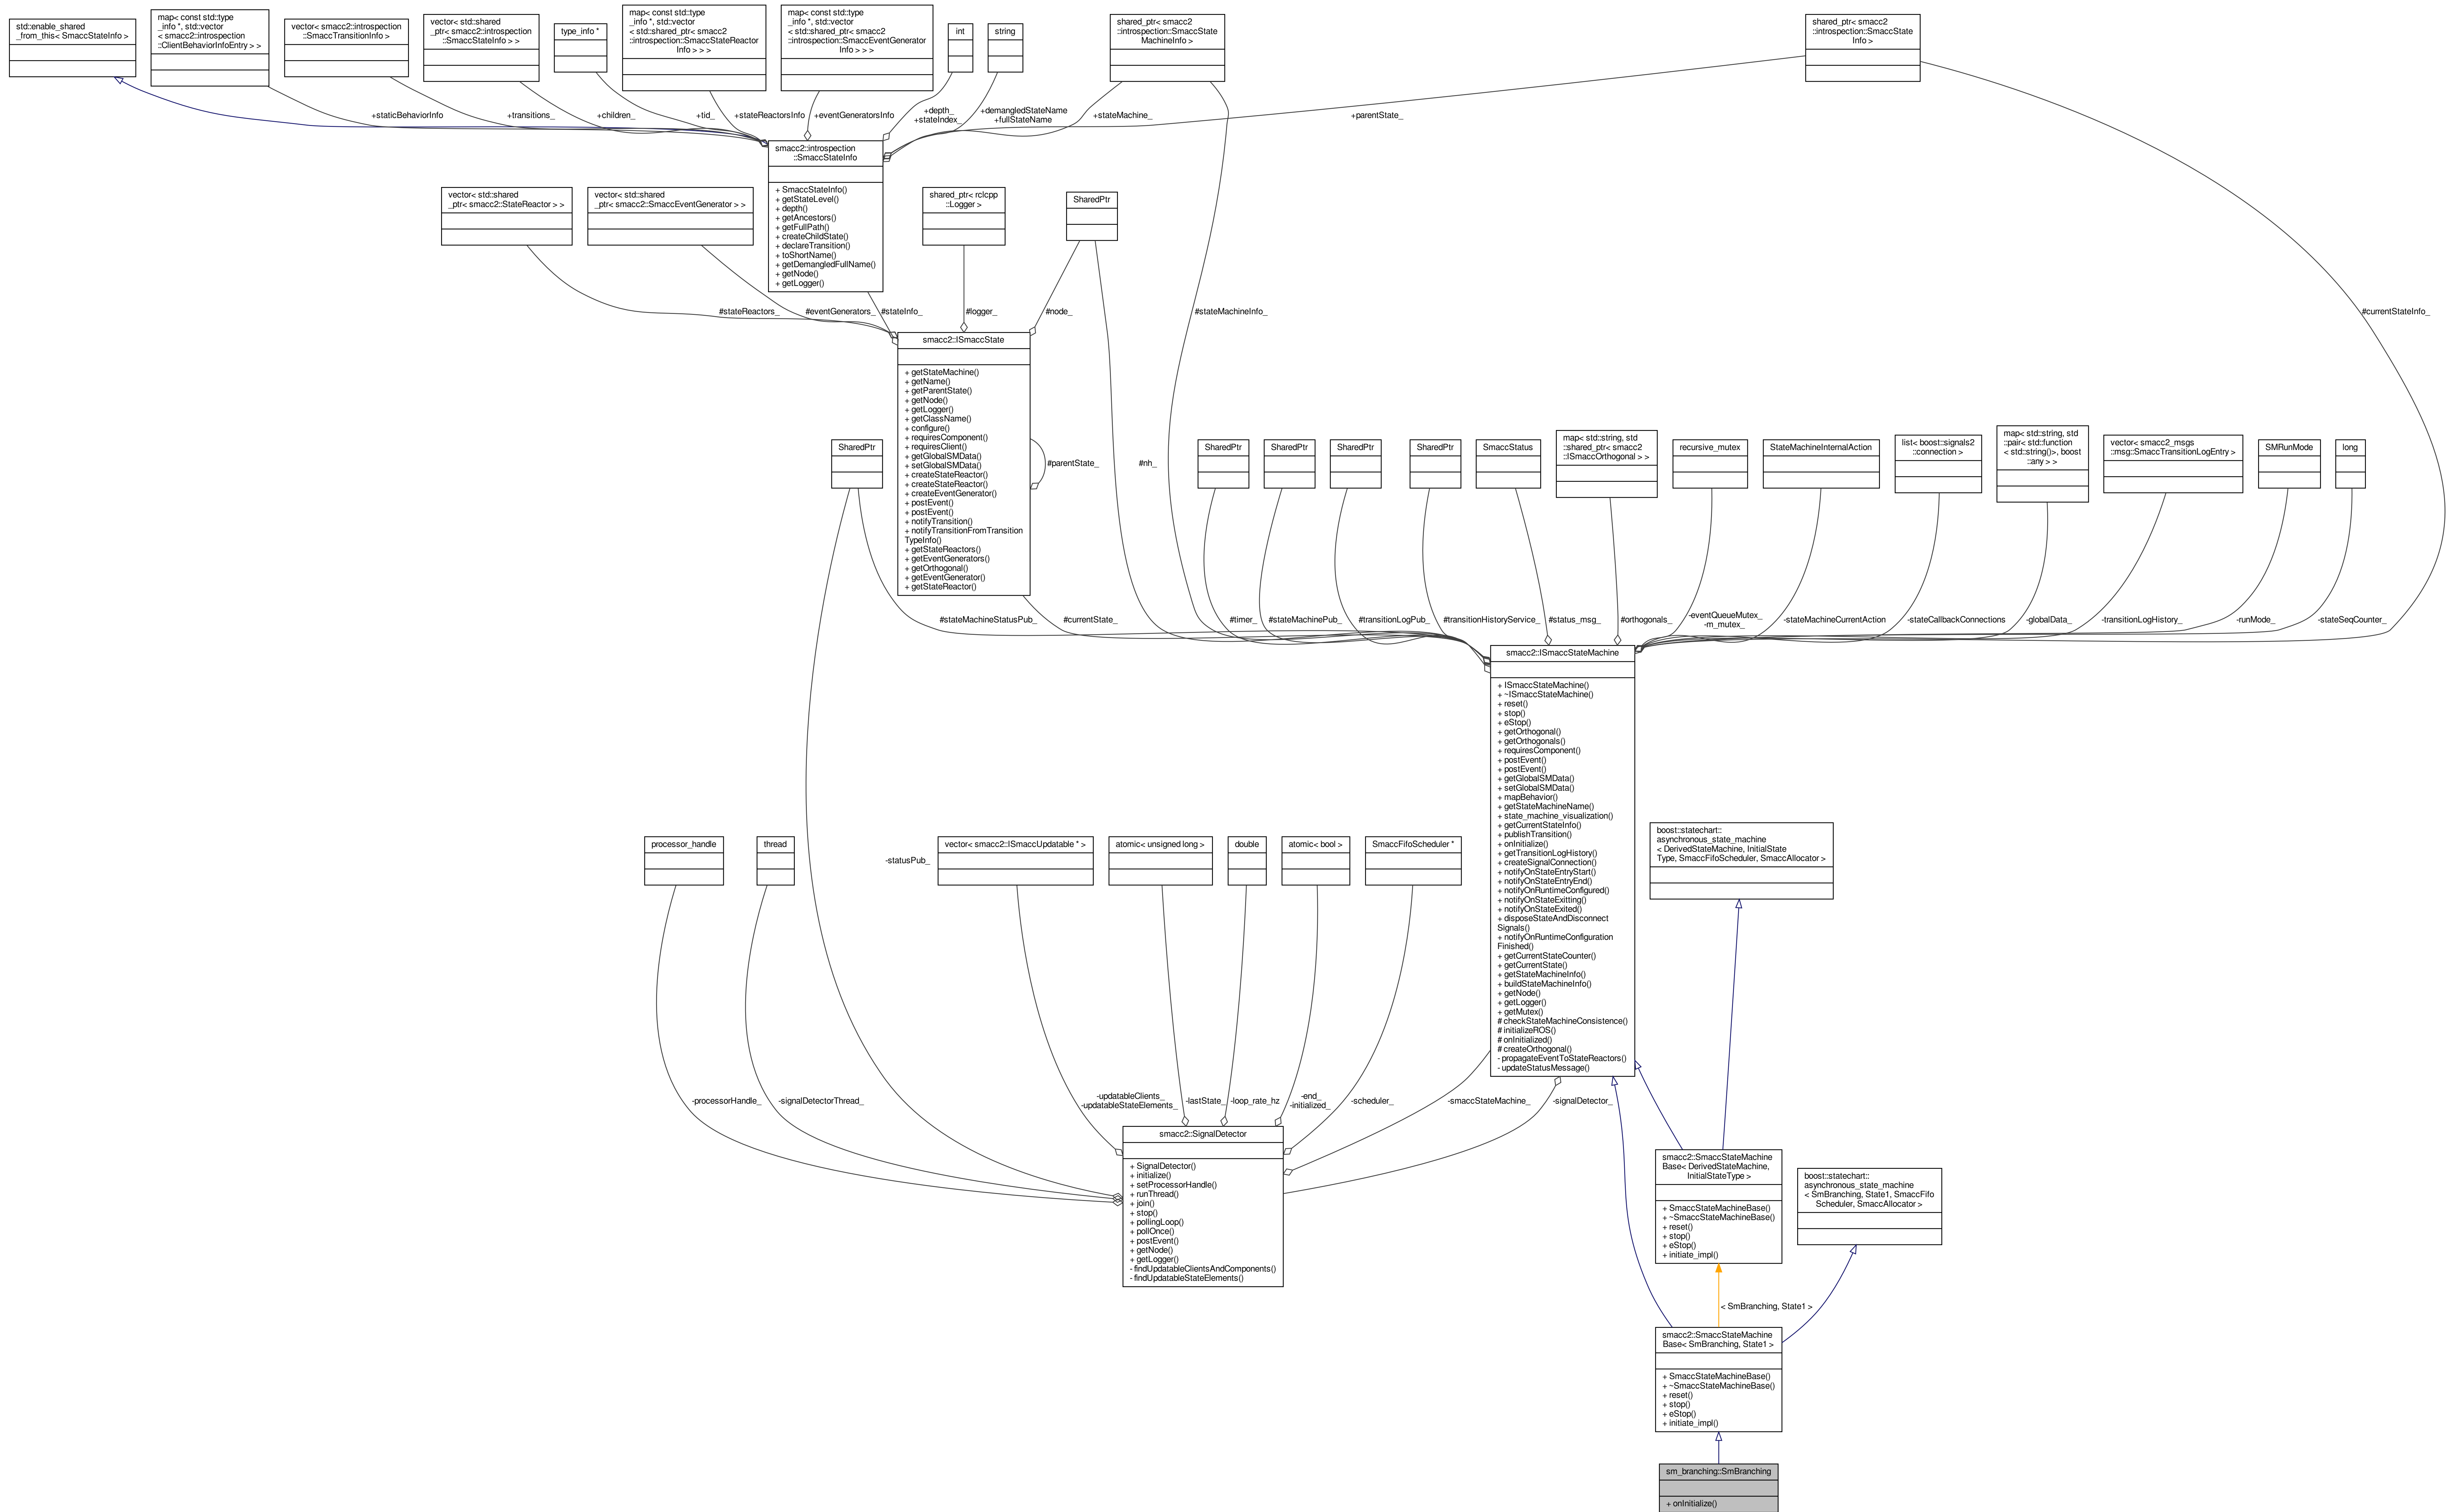 std::enable_shared
_from_this< SmaccStateInfo >
map< const std::type
_info *, std::vector
< smacc2::introspection
::ClientBehaviorInfoEntry > >
vector< smacc2::introspection
::SmaccTransitionInfo >
vector< std::shared
_ptr< smacc2::introspection
::SmaccStateInfo > >
type_info *
map< const std::type
_info *, std::vector
< std::shared_ptr< smacc2
::introspection::SmaccStateReactor
Info > > >
map< const std::type
_info *, std::vector
< std::shared_ptr< smacc2
::introspection::SmaccEventGenerator
Info > > >
int
string
shared_ptr< smacc2
::introspection::SmaccState
MachineInfo >
shared_ptr< smacc2
::introspection::SmaccState
Info >
+staticBehaviorInfo
+transitions_
+children_
+tid_
+stateReactorsInfo
+eventGeneratorsInfo
+depth_
+stateIndex_
+demangledStateName
+fullStateName
+stateMachine_
+parentState_
smacc2::introspection
::SmaccStateInfo
+ SmaccStateInfo()
+ getStateLevel()
+ depth()
+ getAncestors()
+ getFullPath()
+ createChildState()
+ declareTransition()
+ toShortName()
+ getDemangledFullName()
+ getNode()
+ getLogger()
vector< std::shared
_ptr< smacc2::StateReactor > >
vector< std::shared
_ptr< smacc2::SmaccEventGenerator > >
shared_ptr< rclcpp
::Logger >
SharedPtr
#stateReactors_
#eventGenerators_
#stateInfo_
#logger_
#node_
#stateMachineInfo_
#currentStateInfo_
smacc2::ISmaccState
+ getStateMachine()
+ getName()
+ getParentState()
+ getNode()
+ getLogger()
+ getClassName()
+ configure()
+ requiresComponent()
+ requiresClient()
+ getGlobalSMData()
+ setGlobalSMData()
+ createStateReactor()
+ createStateReactor()
+ createEventGenerator()
+ postEvent()
+ postEvent()
+ notifyTransition()
+ notifyTransitionFromTransition
TypeInfo()
+ getStateReactors()
+ getEventGenerators()
+ getOrthogonal()
+ getEventGenerator()
+ getStateReactor()
#parentState_
#nh_
SharedPtr
SharedPtr
SharedPtr
SharedPtr
SharedPtr
SmaccStatus
map< std::string, std
::shared_ptr< smacc2
::ISmaccOrthogonal > >
recursive_mutex
StateMachineInternalAction
list< boost::signals2
::connection >
map< std::string, std
::pair< std::function
< std::string()>, boost
::any > >
vector< smacc2_msgs
::msg::SmaccTransitionLogEntry >
SMRunMode
long
#stateMachineStatusPub_
#currentState_
#timer_
#stateMachinePub_
#transitionLogPub_
#transitionHistoryService_
#status_msg_
#orthogonals_
-eventQueueMutex_
-m_mutex_
-stateMachineCurrentAction
-stateCallbackConnections
-globalData_
-transitionLogHistory_
-runMode_
-stateSeqCounter_
smacc2::ISmaccStateMachine
+ ISmaccStateMachine()
+ ~ISmaccStateMachine()
+ reset()
+ stop()
+ eStop()
+ getOrthogonal()
+ getOrthogonals()
+ requiresComponent()
+ postEvent()
+ postEvent()
+ getGlobalSMData()
+ setGlobalSMData()
+ mapBehavior()
+ getStateMachineName()
+ state_machine_visualization()
+ getCurrentStateInfo()
+ publishTransition()
+ onInitialize()
+ getTransitionLogHistory()
+ createSignalConnection()
+ notifyOnStateEntryStart()
+ notifyOnStateEntryEnd()
+ notifyOnRuntimeConfigured()
+ notifyOnStateExitting()
+ notifyOnStateExited()
+ disposeStateAndDisconnect
Signals()
+ notifyOnRuntimeConfiguration
Finished()
+ getCurrentStateCounter()
+ getCurrentState()
+ getStateMachineInfo()
+ buildStateMachineInfo()
+ getNode()
+ getLogger()
+ getMutex()
# checkStateMachineConsistence()
# initializeROS()
# onInitialized()
# createOrthogonal()
- propagateEventToStateReactors()
- updateStatusMessage()
processor_handle
thread
-statusPub_
vector< smacc2::ISmaccUpdatable * >
atomic< unsigned long >
double
atomic< bool >
SmaccFifoScheduler *
boost::statechart::
asynchronous_state_machine
< DerivedStateMachine, InitialState
Type, SmaccFifoScheduler, SmaccAllocator >
-processorHandle_
-signalDetectorThread_
-updatableClients_
-updatableStateElements_
-lastState_
-loop_rate_hz
-end_
-initialized_
-scheduler_
-smaccStateMachine_
-signalDetector_
smacc2::SignalDetector
+ SignalDetector()
+ initialize()
+ setProcessorHandle()
+ runThread()
+ join()
+ stop()
+ pollingLoop()
+ pollOnce()
+ postEvent()
+ getNode()
+ getLogger()
- findUpdatableClientsAndComponents()
- findUpdatableStateElements()
smacc2::SmaccStateMachine
Base< DerivedStateMachine,
InitialStateType >
+ SmaccStateMachineBase()
+ ~SmaccStateMachineBase()
+ reset()
+ stop()
+ eStop()
+ initiate_impl()
boost::statechart::
asynchronous_state_machine
< SmBranching, State1, SmaccFifo
Scheduler, SmaccAllocator >
< SmBranching, State1 >
smacc2::SmaccStateMachine
Base< SmBranching, State1 >
+ SmaccStateMachineBase()
+ ~SmaccStateMachineBase()
+ reset()
+ stop()
+ eStop()
+ initiate_impl()
sm_branching::SmBranching
+ onInitialize()